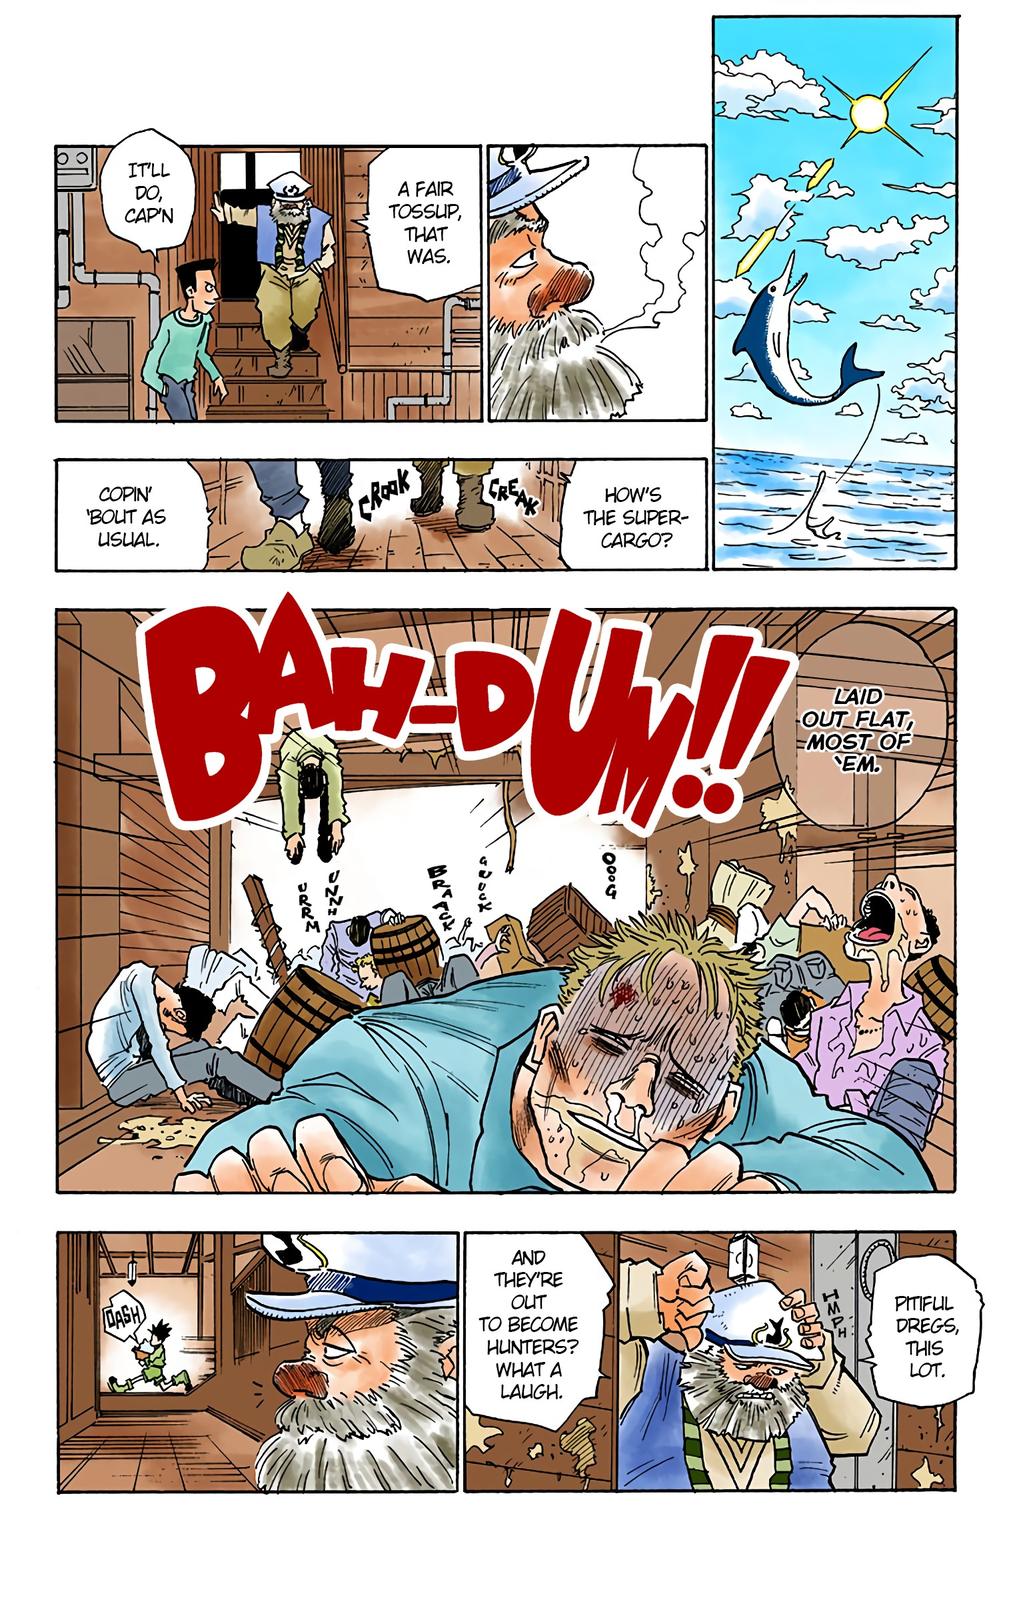 A FAIR
TOSSUP,
THAT
WAS.
IT'LL
DO,
CAP'N
HOW'S
THE SUPER-
CARGO?
CREAK
CROOK
COPIN'
'BOUT AS
USUAL.
BAH-DUM!!
LAID
OUT FLAT,
MOST OF
'EM.
OOOG
GUUCK
BRAACK
UNNH
URRM
PITIFUL
DREGS,
THIS
LOT.
HMPH
AND
THEY'RE
OUT
TO BECOME
HUNTERS?
WHAT A
LAUGH.
DASH